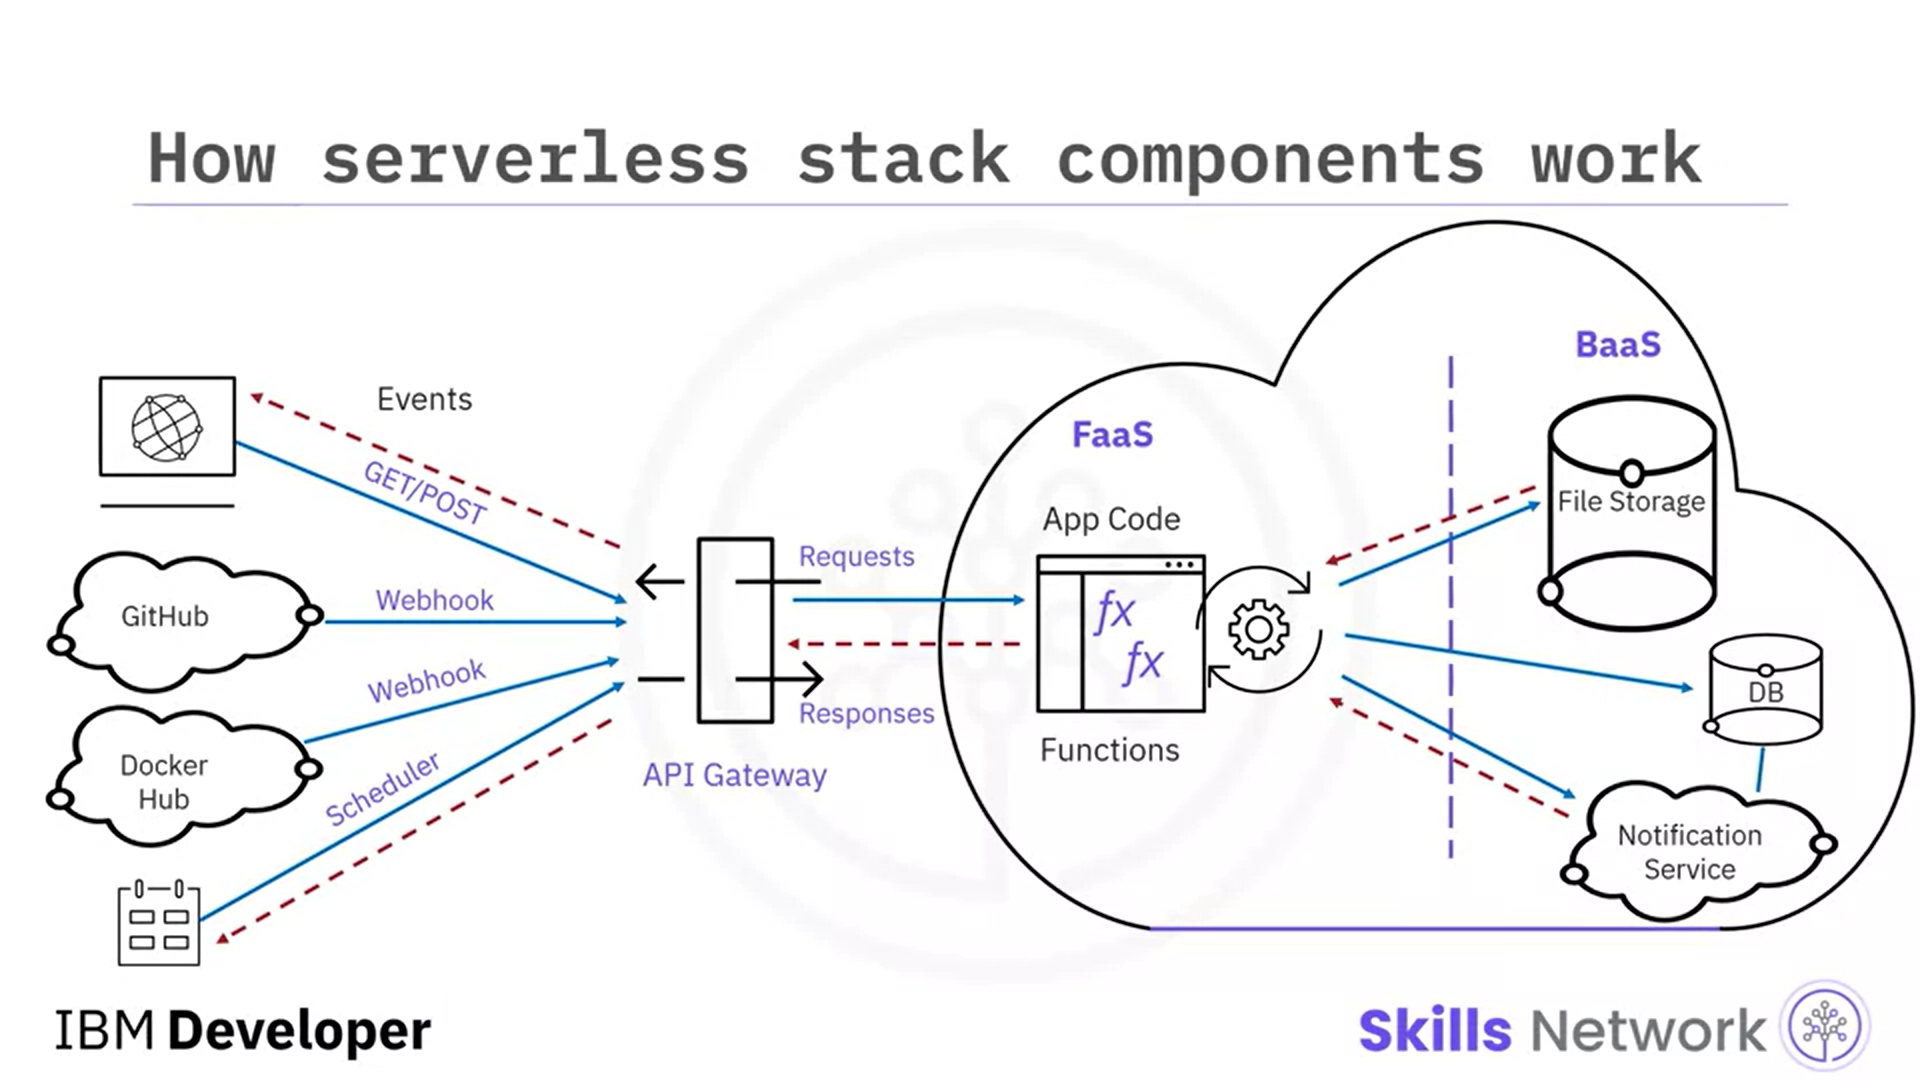 How serverless stack components work
Events
GET/POST
GitHub
Webhook
Docker
Hub
Webhook
Scheduler
API Gateway
Requests
Responses
FaaS
App Code
fx
fx
Functions
BaaS
File Storage
DB
Notification
Service
IBM Developer
Skills Network